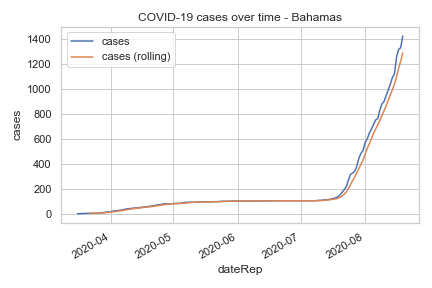 COVID-19 cases over time - Bahamas
cases
cases (rolling)
1400
1200
1000
800
600
400
200
0
cases
2020-04
2020-05
2020-06
2020-07
2020-08
dateRep